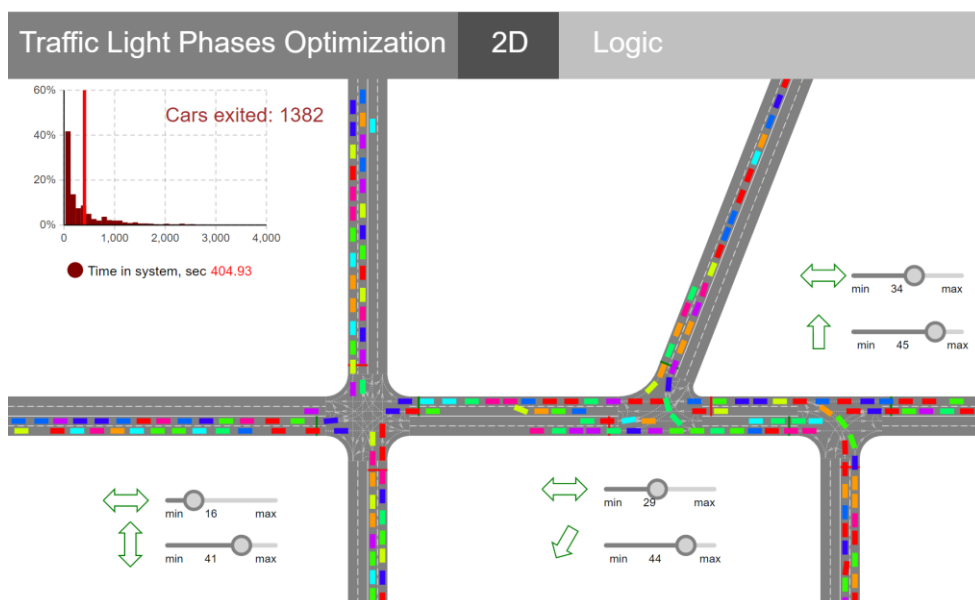 Traffic Light Phases Optimization 2D Logic
60%
40%
20%
0%
0 1,000 2,000 3,000 4,000
Cars exited: 1382
Time in system, sec 404.93
min 34 max
min 45 max
min 16 max
min 41 max
min 29 max
min 44 max